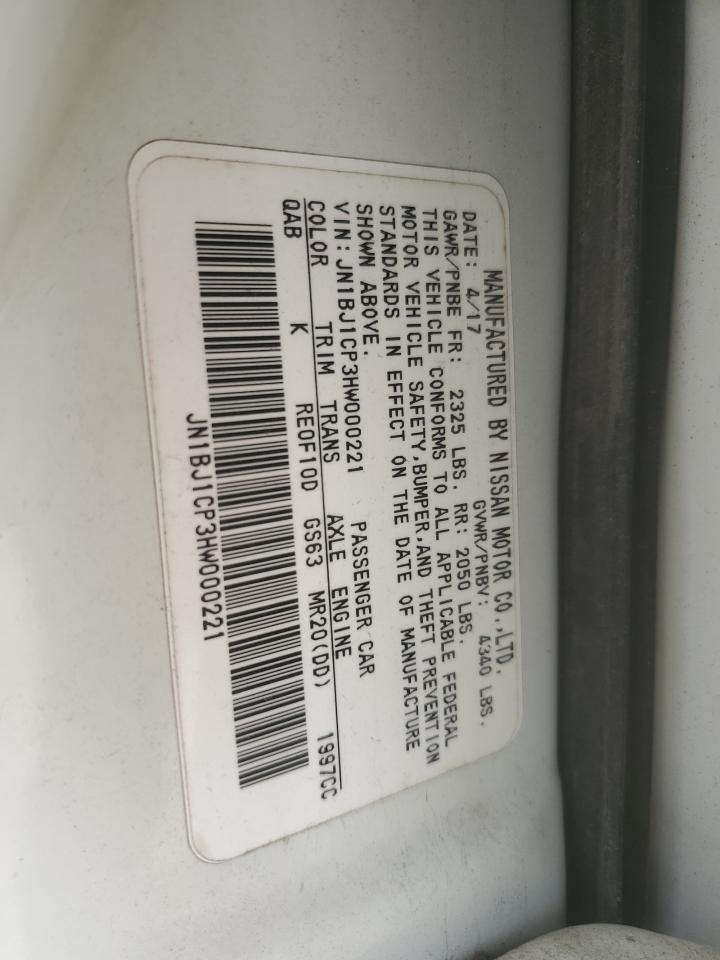 MANUFACTURED BY NISSAN MOTOR CO.,LTD.
DATE: 4/17 GVWR/PNBV: 4340 LBS.
GAWR/PNBE FR: 2325 LBS. RR: 2050 LBS.
THIS VEHICLE CONFORMS TO ALL APPLICABLE FEDERAL
MOTOR VEHICLE SAFETY,BUMPER,AND THEFT PREVENTION
STANDARDS IN EFFECT ON THE DATE OF MANUFACTURE
SHOWN ABOVE.
VIN:JN1BJ1CP3HW000221 PASSENGER CAR
COLOR TRIM TRANS AXLE ENGINE
QAB K RE0F10D GS63 MR20(DD) 1997CC
JN1BJ1CP3HW000221